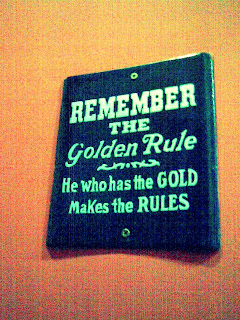 REMEMBER
THE
Golden Rule
He who has the GOLD
Makes the RULES